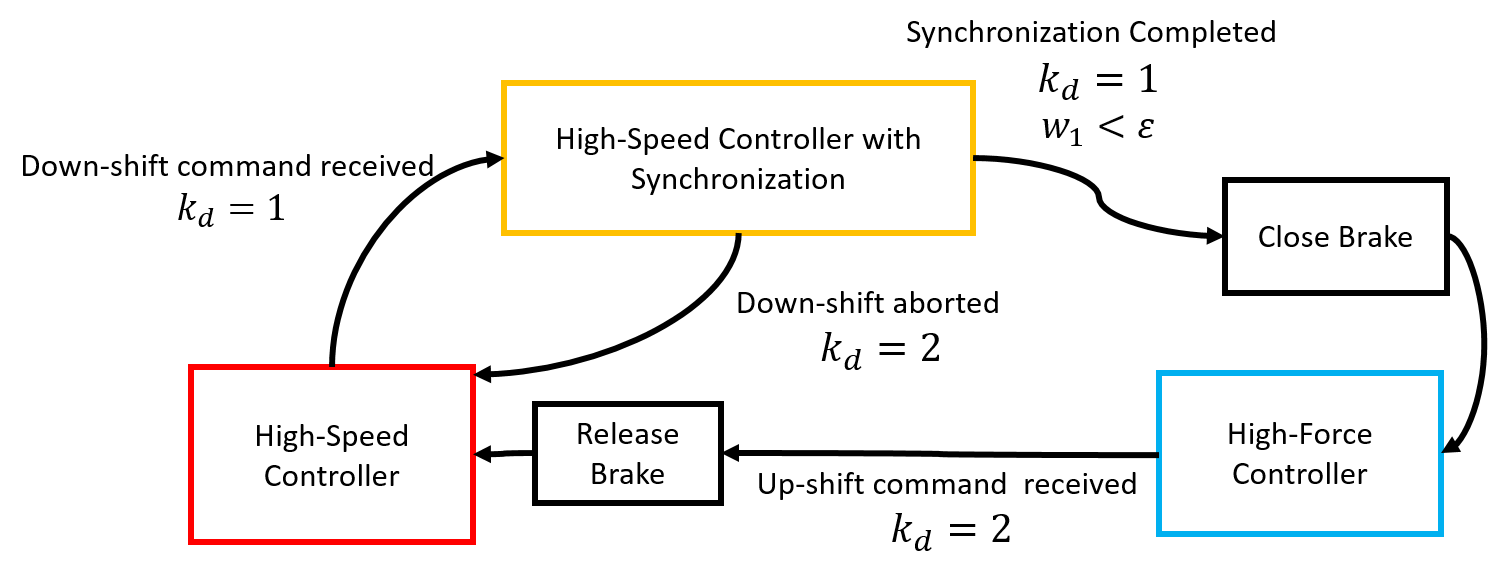 Synchronization Completed
k_d = 1
w_1 < ε
High-Speed Controller with
Synchronization
Down-shift command received
k_d = 1
Close Brake
Down-shift aborted
k_d = 2
High-Speed
Controller
Release
Brake
High-Force
Controller
Up-shift command received
k_d = 2